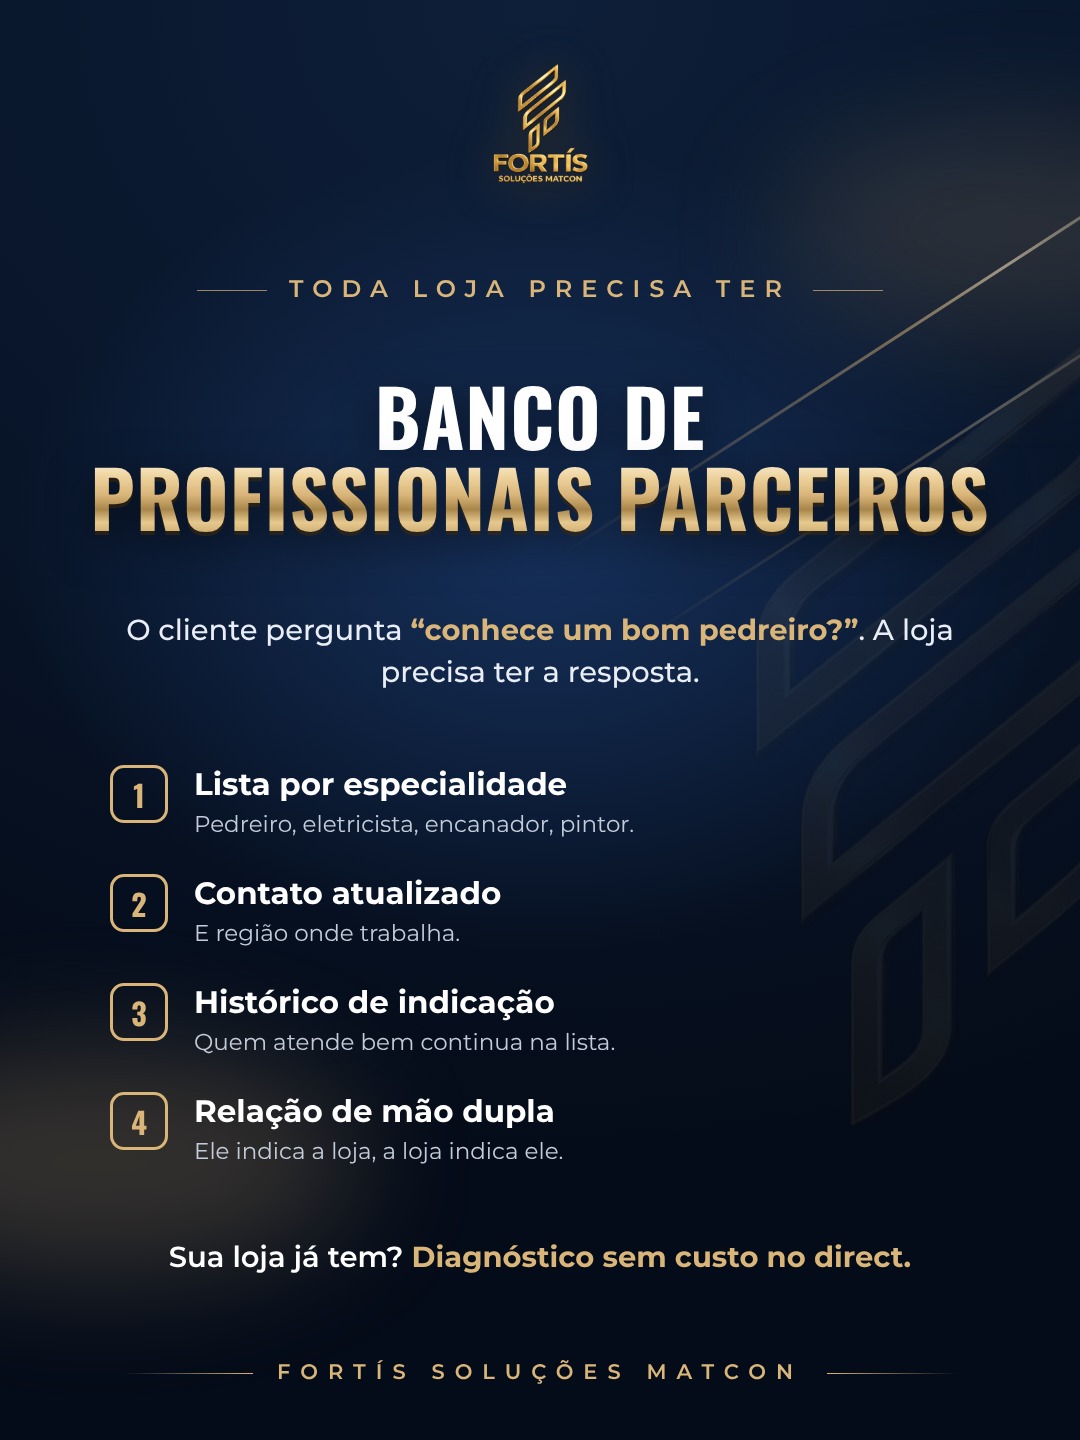 FORTÍS
SOLUÇÕES MATCON
TODA LOJA PRECISA TER
BANCO DE
PROFISSIONAIS PARCEIROS
O cliente pergunta “conhece um bom pedreiro?”. A loja
precisa ter a resposta.
1
Lista por especialidade
Pedreiro, eletricista, encanador, pintor.
2
Contato atualizado
E região onde trabalha.
3
Histórico de indicação
Quem atende bem continua na lista.
4
Relação de mão dupla
Ele indica a loja, a loja indica ele.
Sua loja já tem? Diagnóstico sem custo no direct.
FORTÍS SOLUÇÕES MATCON